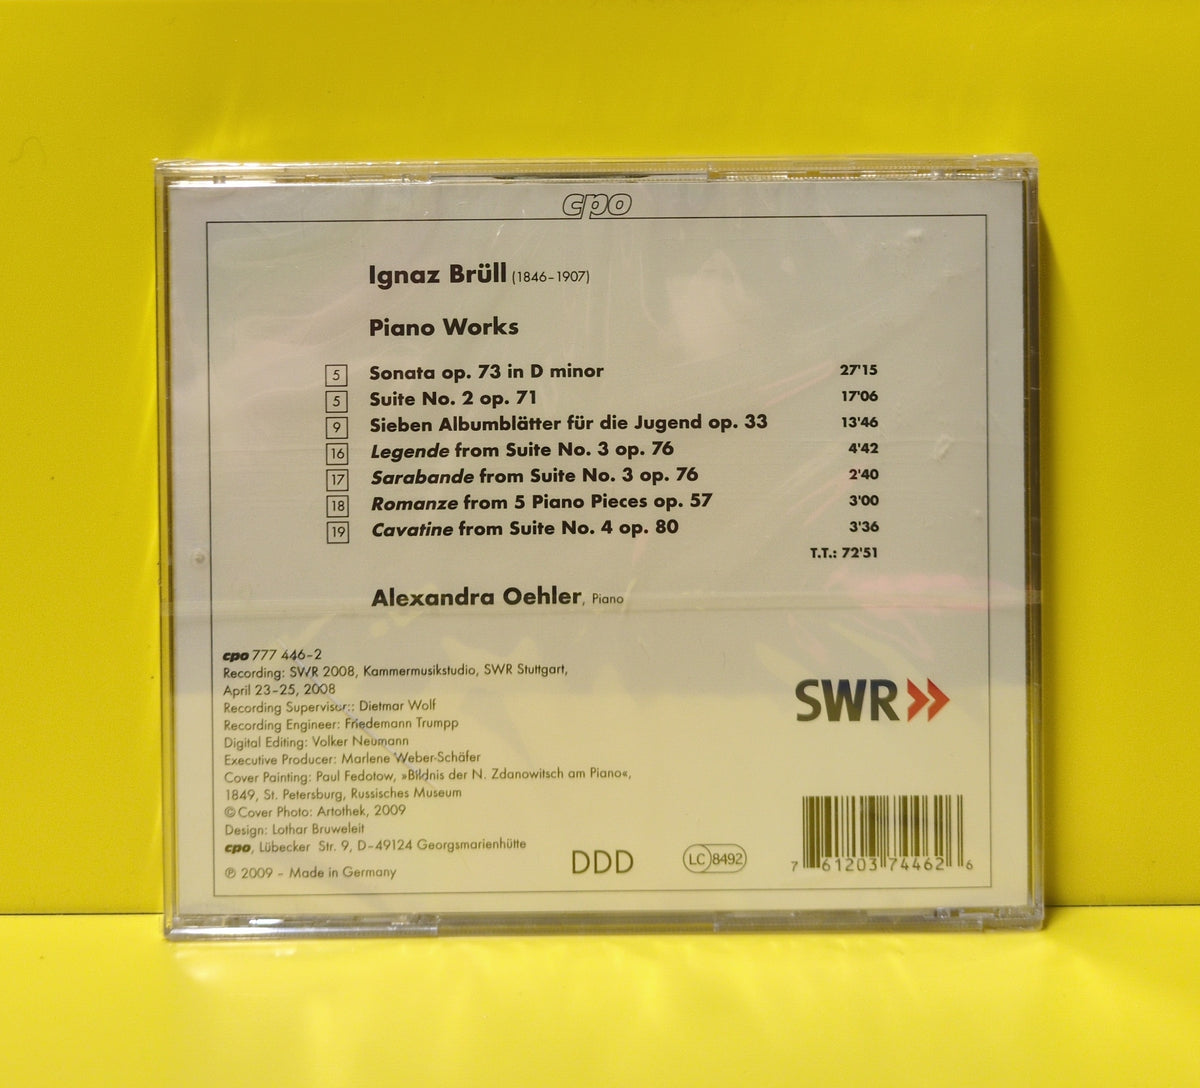 cpo
Ignaz Brüll (1846–1907)
Piano Works
5 Sonata op. 73 in D minor 27'15
5 Suite No. 2 op. 71 17'06
9 Sieben Albumblätter für die Jugend op. 33 13'46
16 Legende from Suite No. 3 op. 76 4'42
17 Sarabande from Suite No. 3 op. 76 2'40
18 Romanze from 5 Piano Pieces op. 57 3'00
19 Cavatine from Suite No. 4 op. 80 3'36
T.T.: 72'51
Alexandra Oehler, Piano
cpo 777 446–2
Recording: SWR 2008, Kammermusikstudio, SWR Stuttgart,
April 23–25, 2008
Recording Supervisor:: Dietmar Wolf
Recording Engineer: Friedemann Trumpp
Digital Editing: Volker Neumann
Executive Producer: Marlene Weber-Schäfer
Cover Painting: Paul Fedotow, »Bildnis der N. Zdanowitsch am Piano«,
1849, St. Petersburg, Russisches Museum
© Cover Photo: Artothek, 2009
Design: Lothar Bruweleit
cpo, Lübecker Str. 9, D–49124 Georgsmarienhütte
℗ 2009 – Made in Germany
DDD
LC 8492
SWR»
7 61203 74462 6